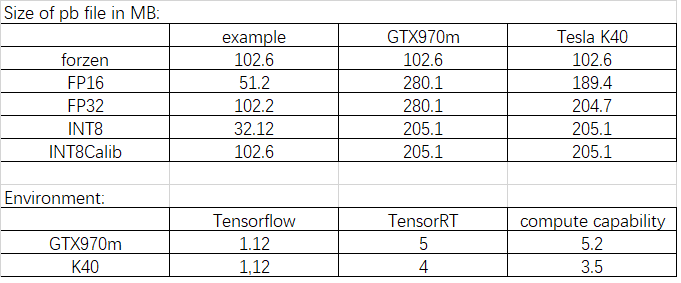 Size of pb file in MB:
example GTX970m Tesla K40
forzen 102.6 102.6 102.6
FP16 51.2 280.1 189.4
FP32 102.2 280.1 204.7
INT8 32.12 205.1 205.1
INT8Calib 102.6 205.1 205.1
Environment:
Tensorflow TensorRT compute capability
GTX970m 1.12 5 5.2
K40 1,12 4 3.5